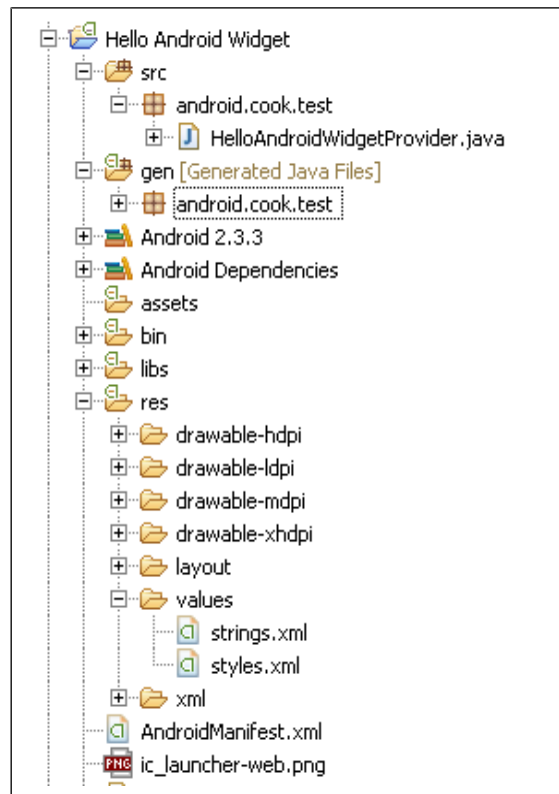 Hello Android Widget
src
android.cook.test
J HelloAndroidWidgetProvider.java
gen [Generated Java Files]
android.cook.test
Android 2.3.3
Android Dependencies
assets
bin
libs
res
drawable-hdpi
drawable-ldpi
drawable-mdpi
drawable-xhdpi
layout
values
strings.xml
styles.xml
xml
AndroidManifest.xml
PNG ic_launcher-web.png